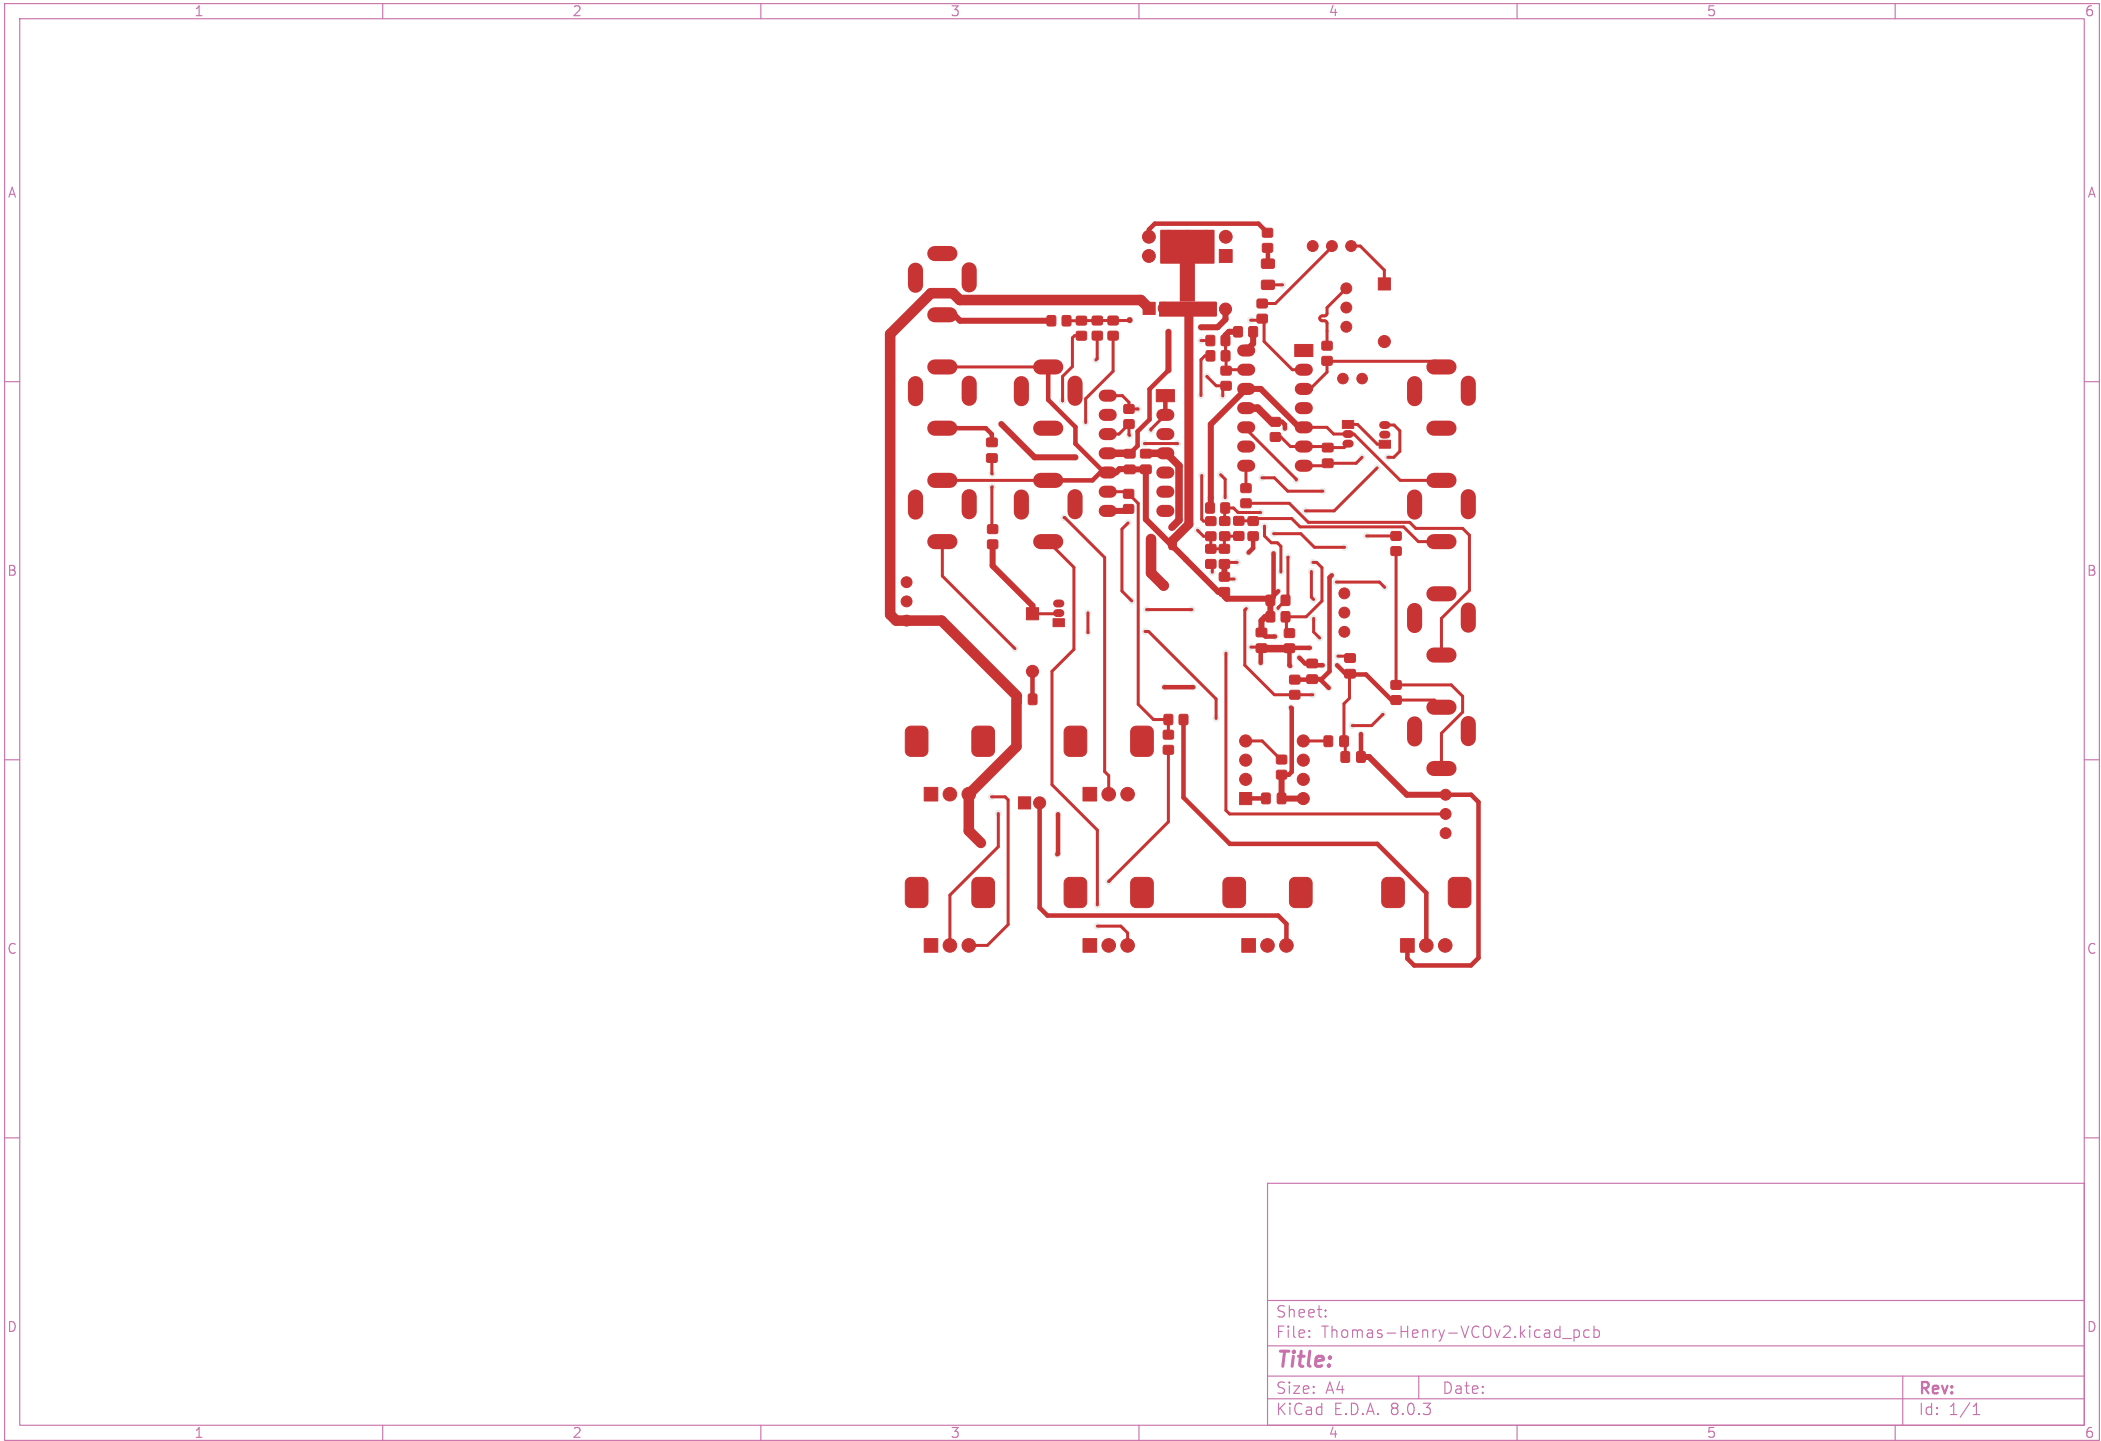 1 2 3 4 5 6
A A
B B
C C
D D
Sheet:
File: Thomas-Henry-VCOv2.kicad_pcb
Title:
Size: A4 Date: Rev:
KiCad E.D.A. 8.0.3 Id: 1/1
1 2 3 4 5 6